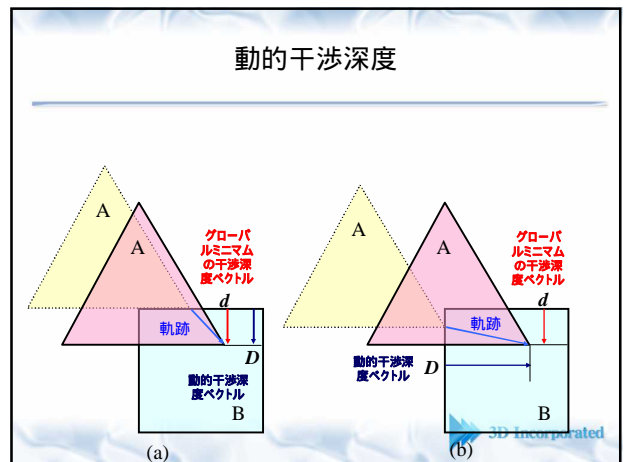 動的干渉深度
A
A
グローバ
ルミニマム
の干渉深
度ベクトル
d
軌跡
D
動的干渉深
度ベクトル
B
(a)
A
A
グローバ
ルミニマム
の干渉深
度ベクトル
d
軌跡
動的干渉深
度ベクトル
D
B
3D Incorporated
(b)